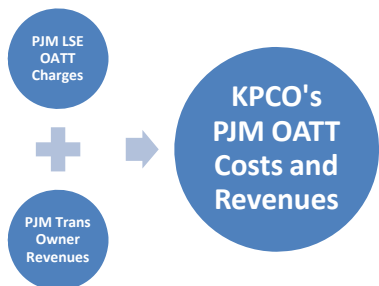 PJM LSE
OATT
Charges
PJM Trans
Owner
Revenues
KPCO's
PJM OATT
Costs and
Revenues